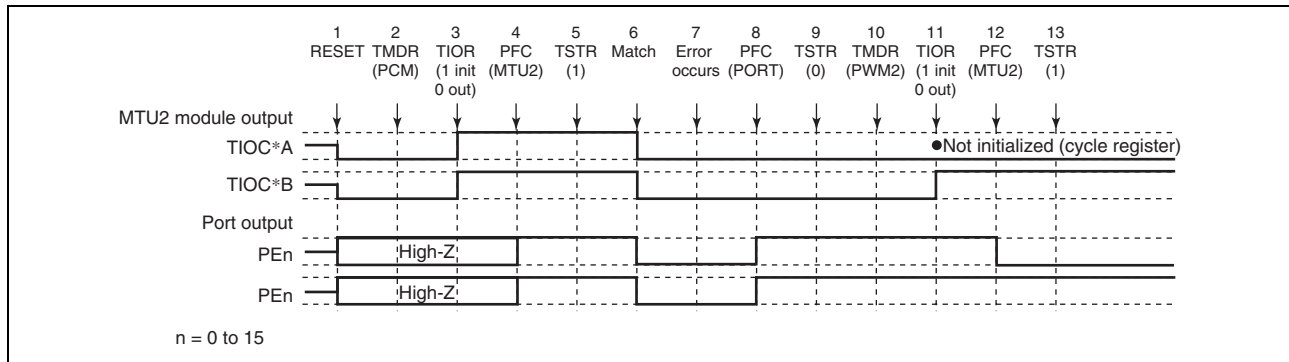 1 2 3 4 5 6 7 8 9 10 11 12 13
RESET TMDR TIOR PFC TSTR Match Error PFC TSTR TMDR TIOR PFC TSTR
(PCM) (1 init (MTU2) (1) occurs (PORT) (0) (PWM2) (1 init (MTU2) (1)
0 out) 0 out)
MTU2 module output
TIOC*A
●Not initialized (cycle register)
TIOC*B
Port output
PEn
High-Z
PEn
High-Z
n = 0 to 15